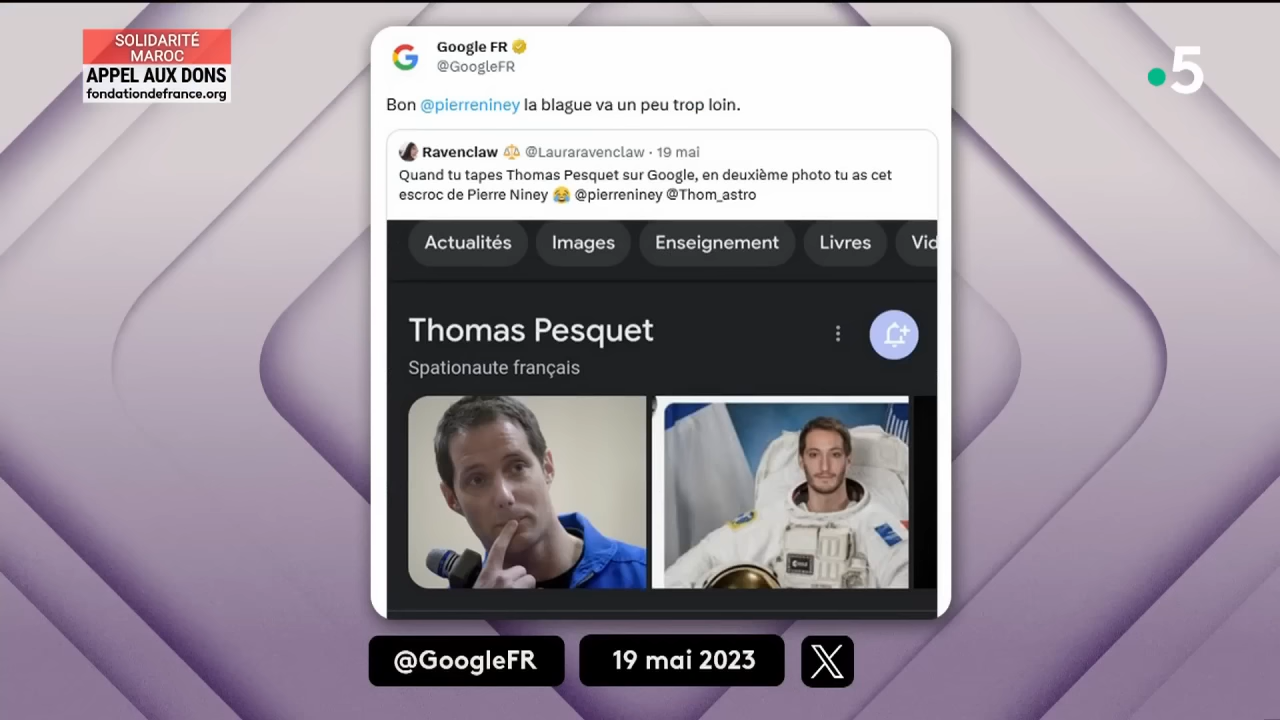 SOLIDARITÉ
MAROC
APPEL AUX DONS
fondationdefrance.org
5
Google FR
@GoogleFR
Bon @pierreniney la blague va un peu trop loin.
Ravenclaw @Lauraravenclaw · 19 mai
Quand tu tapes Thomas Pesquet sur Google, en deuxième photo tu as cet
escroc de Pierre Niney 😂 @pierreniney @Thom_astro
Actualités Images Enseignement Livres Vid
Thomas Pesquet
Spationaute français
@GoogleFR 19 mai 2023 X